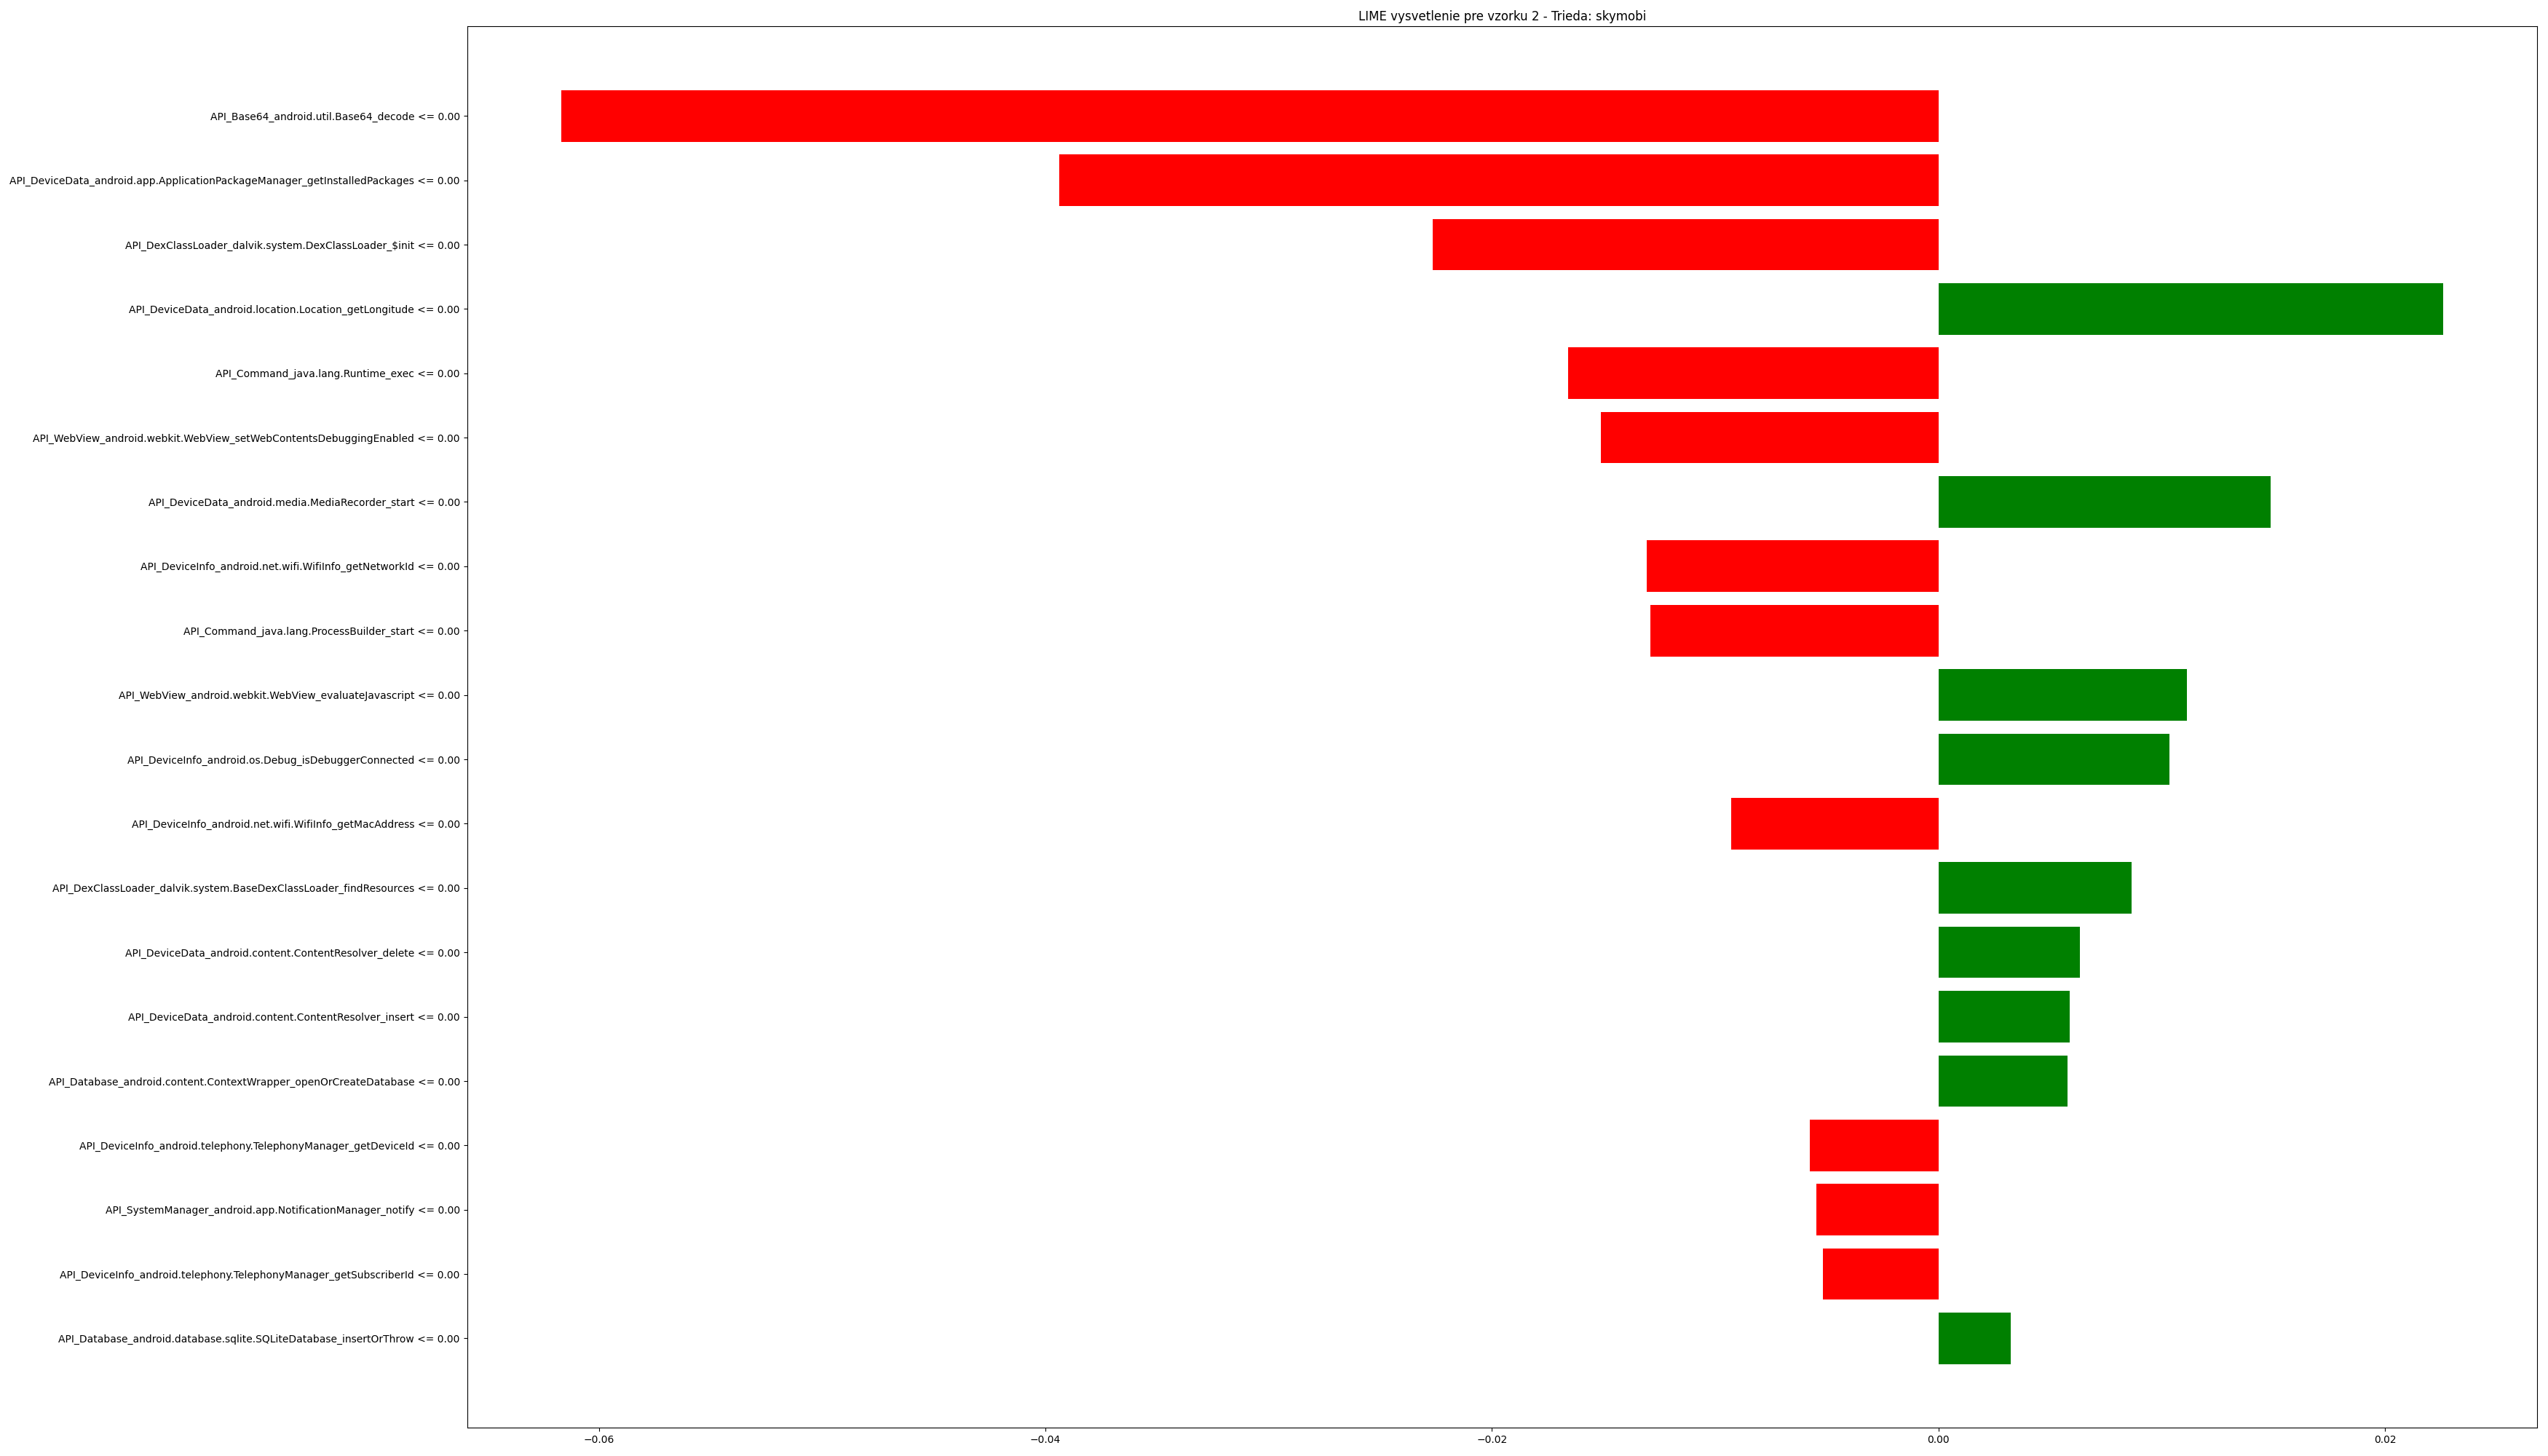 LIME vysvetlenie pre vzorku 2 - Trieda: skymobi
API_Base64_android.util.Base64_decode <= 0.00
API_DeviceData_android.app.ApplicationPackageManager_getInstalledPackages <= 0.00
API_DexClassLoader_dalvik.system.DexClassLoader_$init <= 0.00
API_DeviceData_android.location.Location_getLongitude <= 0.00
API_Command_java.lang.Runtime_exec <= 0.00
API_WebView_android.webkit.WebView_setWebContentsDebuggingEnabled <= 0.00
API_DeviceData_android.media.MediaRecorder_start <= 0.00
API_DeviceInfo_android.net.wifi.WifiInfo_getNetworkId <= 0.00
API_Command_java.lang.ProcessBuilder_start <= 0.00
API_WebView_android.webkit.WebView_evaluateJavascript <= 0.00
API_DeviceInfo_android.os.Debug_isDebuggerConnected <= 0.00
API_DeviceInfo_android.net.wifi.WifiInfo_getMacAddress <= 0.00
API_DexClassLoader_dalvik.system.BaseDexClassLoader_findResources <= 0.00
API_DeviceData_android.content.ContentResolver_delete <= 0.00
API_DeviceData_android.content.ContentResolver_insert <= 0.00
API_Database_android.content.ContextWrapper_openOrCreateDatabase <= 0.00
API_DeviceInfo_android.telephony.TelephonyManager_getDeviceId <= 0.00
API_SystemManager_android.app.NotificationManager_notify <= 0.00
API_DeviceInfo_android.telephony.TelephonyManager_getSubscriberId <= 0.00
API_Database_android.database.sqlite.SQLiteDatabase_insertOrThrow <= 0.00
−0.06 −0.04 −0.02 0.00 0.02